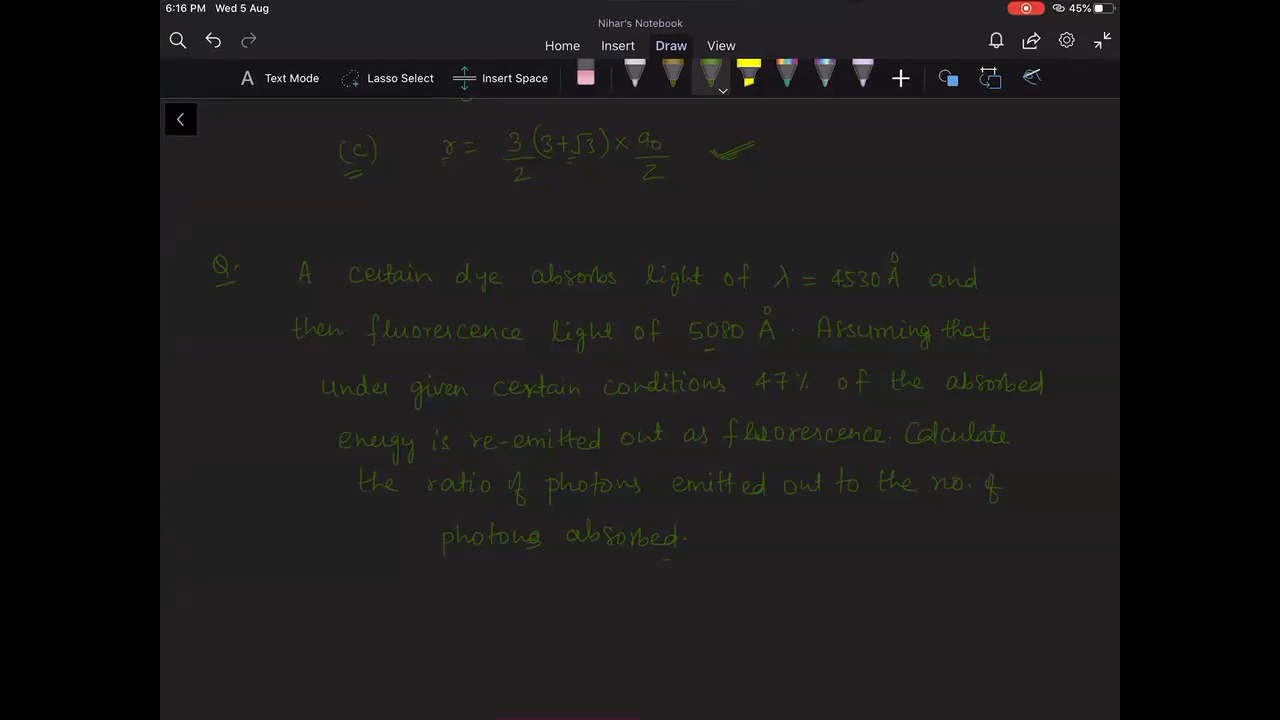 6:16 PM Wed 5 Aug
45%
Nihar's Notebook
Home Insert Draw View
A Text Mode Lasso Select Insert Space
(c) r = 3/2 (3+√3) × a₀/2
Q. A certain dye absorbs light of λ = 4530 Å and
then fluorescence light of 5080 Å. Assuming that
under given certain conditions 47% of the absorbed
energy is re-emitted out as fluorescence. Calculate
the ratio of photons emitted out to the no. of
photons absorbed.